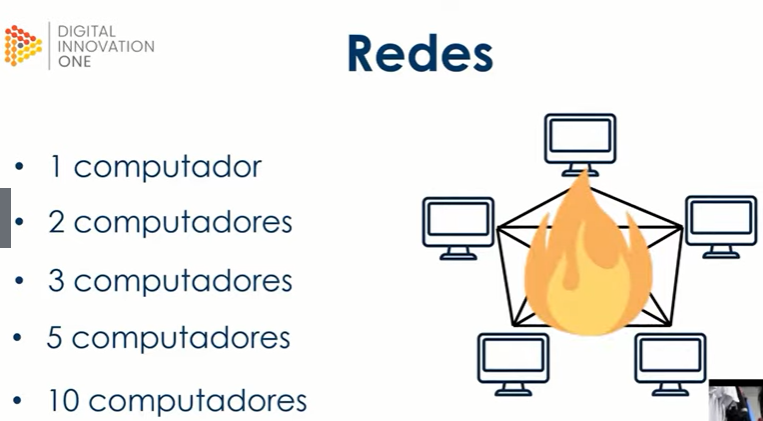 DIGITAL
INNOVATION
ONE
Redes
• 1 computador
• 2 computadores
• 3 computadores
• 5 computadores
• 10 computadores